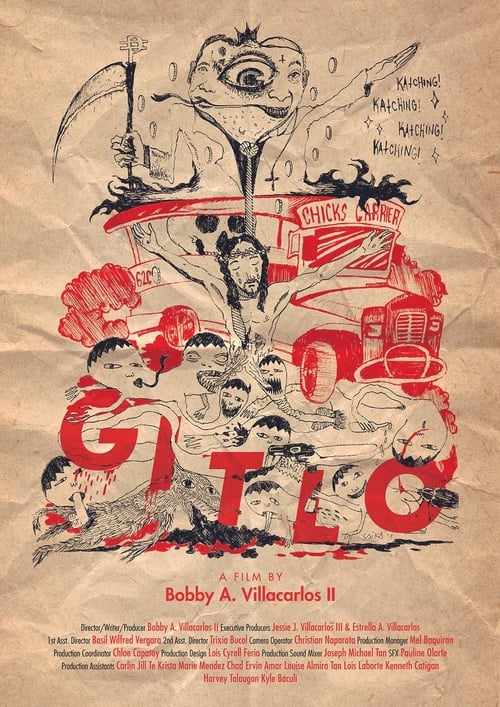 KATCHING!
KATCHING!
KATCHING!
KATCHING!
CHICKS CARRIER
62C
GITLO
A FILM BY
Bobby A. Villacarlos II
Director/Writer/Producer Bobby A. Villacarlos II Executive Producers Jessie J. Villacarlos III & Estrella A. Villacarlos
1st Asst. Director Basil Wilfred Vergara 2nd Asst. Director Trixia Bucol Camera Operator Christian Naparota Production Manager Mel Baquiran
Production Coordinator Chloe Capatoy Production Design Lois Cyrell Feria Production Sound Mixer Joseph Michael Tan SFX Pauline Olarte
Production Assistants Carlin Jill Te Krista Marie Mendez Chad Ervin Amar Louise Almira Tan Lois Laborte Kenneth Catigan
Harvey Talaugon Kyle Baculi